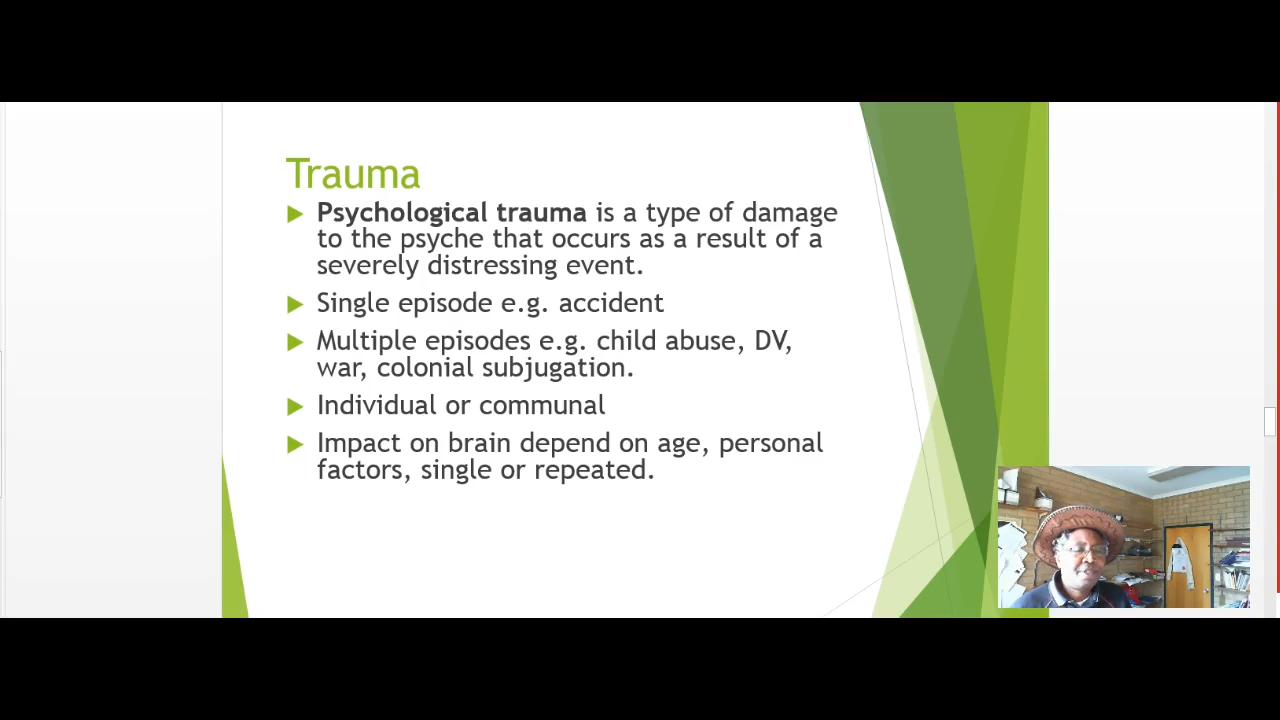 Trauma
Psychological trauma is a type of damage
to the psyche that occurs as a result of a
severely distressing event.
Single episode e.g. accident
Multiple episodes e.g. child abuse, DV,
war, colonial subjugation.
Individual or communal
Impact on brain depend on age, personal
factors, single or repeated.